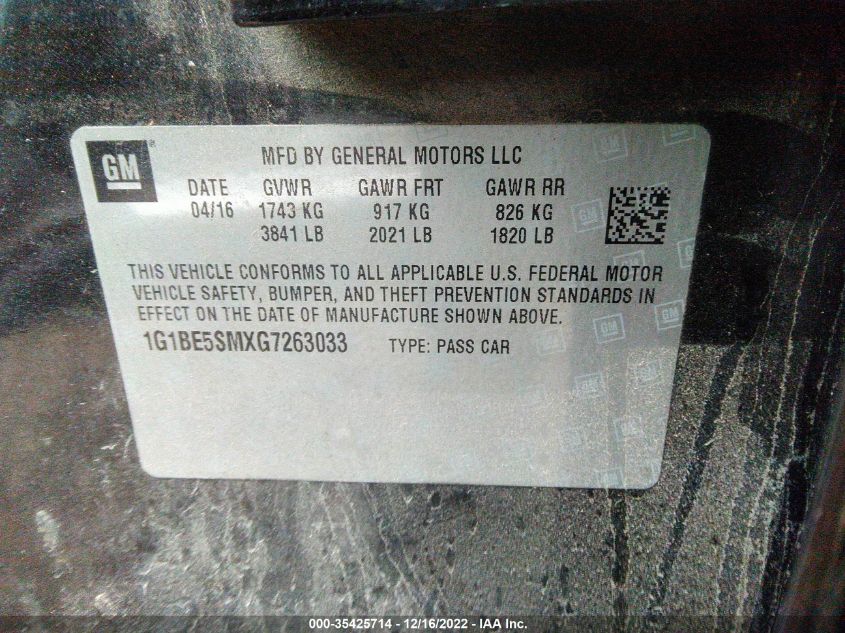 GM
®
MFD BY GENERAL MOTORS LLC
DATE GVWR GAWR FRT GAWR RR
04/16 1743 KG 917 KG 826 KG
3841 LB 2021 LB 1820 LB
THIS VEHICLE CONFORMS TO ALL APPLICABLE U.S. FEDERAL MOTOR
VEHICLE SAFETY, BUMPER, AND THEFT PREVENTION STANDARDS IN
EFFECT ON THE DATE OF MANUFACTURE SHOWN ABOVE.
1G1BE5SMXG7263033 TYPE: PASS CAR
000-35425714 - 12/16/2022 - IAA Inc.